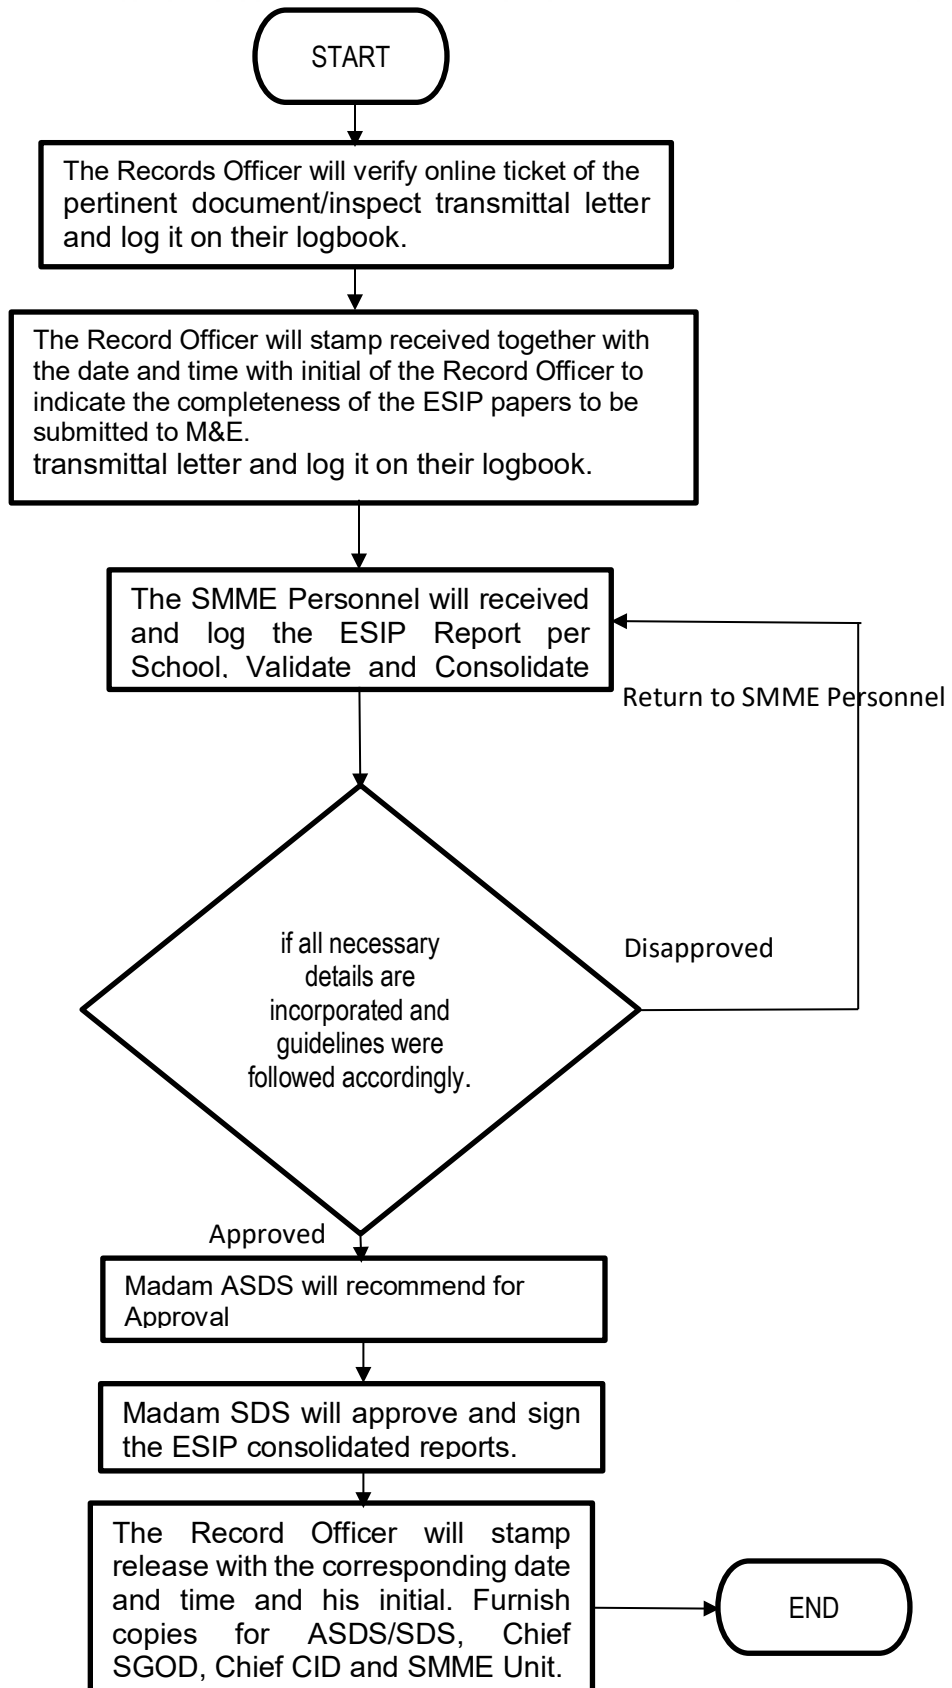 START
The Records Officer will verify online ticket of the
pertinent document/inspect transmittal letter
and log it on their logbook.
The Record Officer will stamp received together with
the date and time with initial of the Record Officer to
indicate the completeness of the ESIP papers to be
submitted to M&E.
transmittal letter and log it on their logbook.
The SMME Personnel will received
and log the ESIP Report per
School, Validate and Consolidate
Return to SMME Personnel
if all necessary
details are
incorporated and
guidelines were
followed accordingly.
Disapproved
Approved
Madam ASDS will recommend for
Approval
Madam SDS will approve and sign
the ESIP consolidated reports.
The Record Officer will stamp
release with the corresponding date
and time and his initial. Furnish
copies for ASDS/SDS, Chief
SGOD, Chief CID and SMME Unit.
END